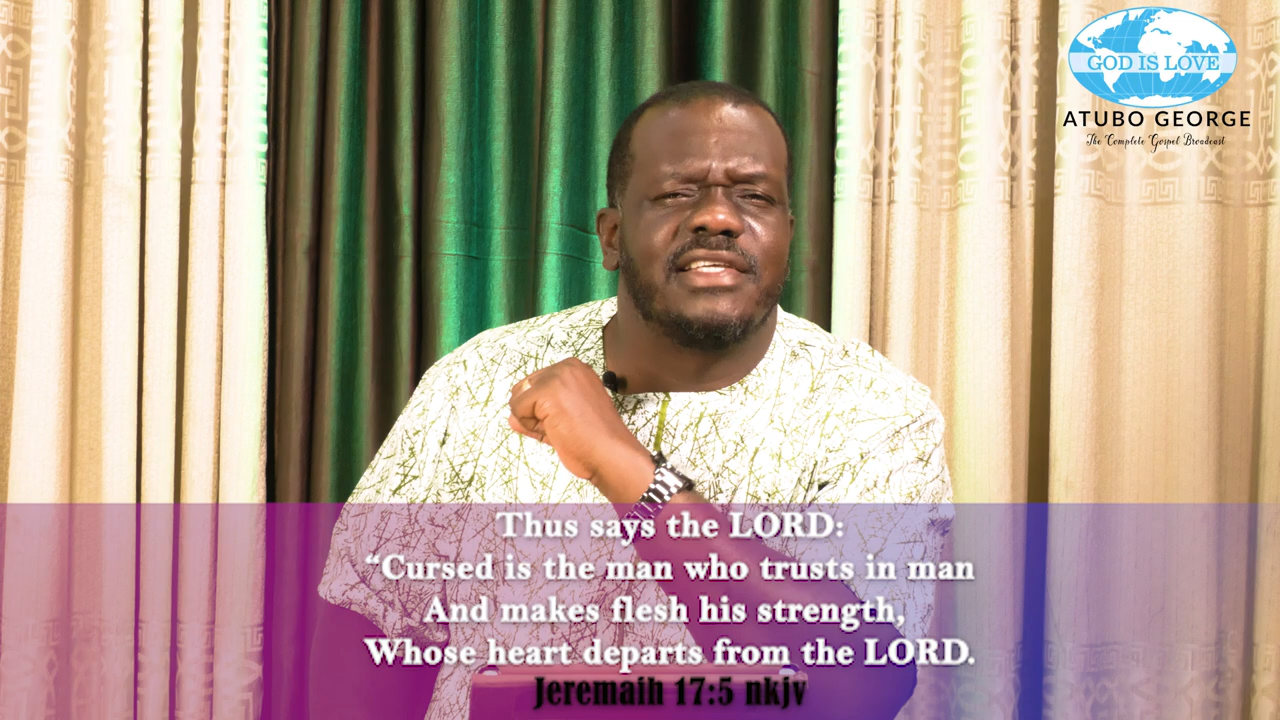 GOD IS LOVE
ATUBO GEORGE
The Complete Gospel Broadcast
Thus says the LORD:
“Cursed is the man who trusts in man
And makes flesh his strength,
Whose heart departs from the LORD.
Jeremaih 17:5 nkjv